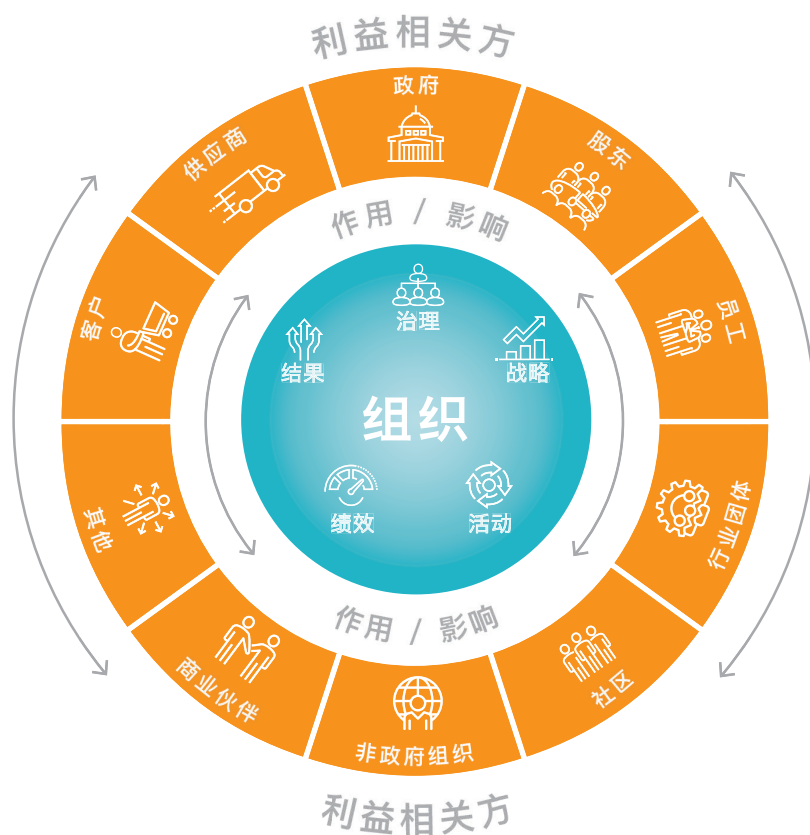 利益相关方
政府
股东
员工
行业团体
社区
非政府组织
商业伙伴
其他
客户
供应商
作用 / 影响
治理
战略
活动
绩效
结果
组织
作用 / 影响
利益相关方